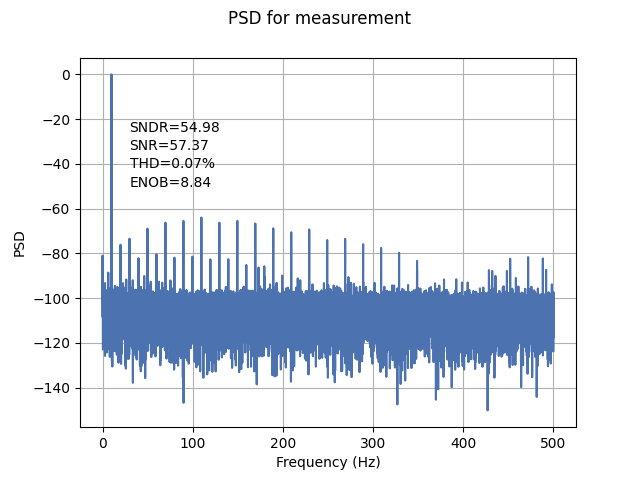 PSD for measurement
0
−20
−40
−60
−80
−100
−120
−140
PSD
SNDR=54.98
SNR=57.37
THD=0.07%
ENOB=8.84
0 100 200 300 400 500
Frequency (Hz)